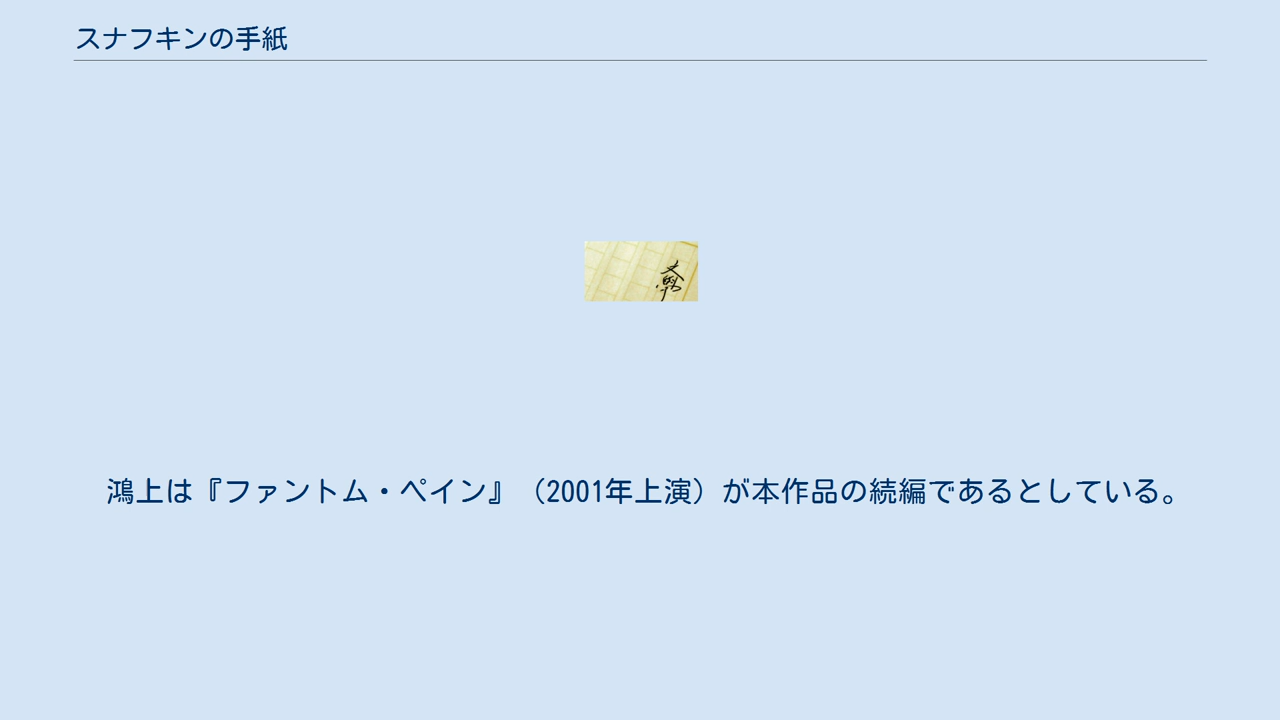 スナフキンの手紙
鴻上は『ファントム・ペイン』（2001年上演）が本作品の続編であるとしている。